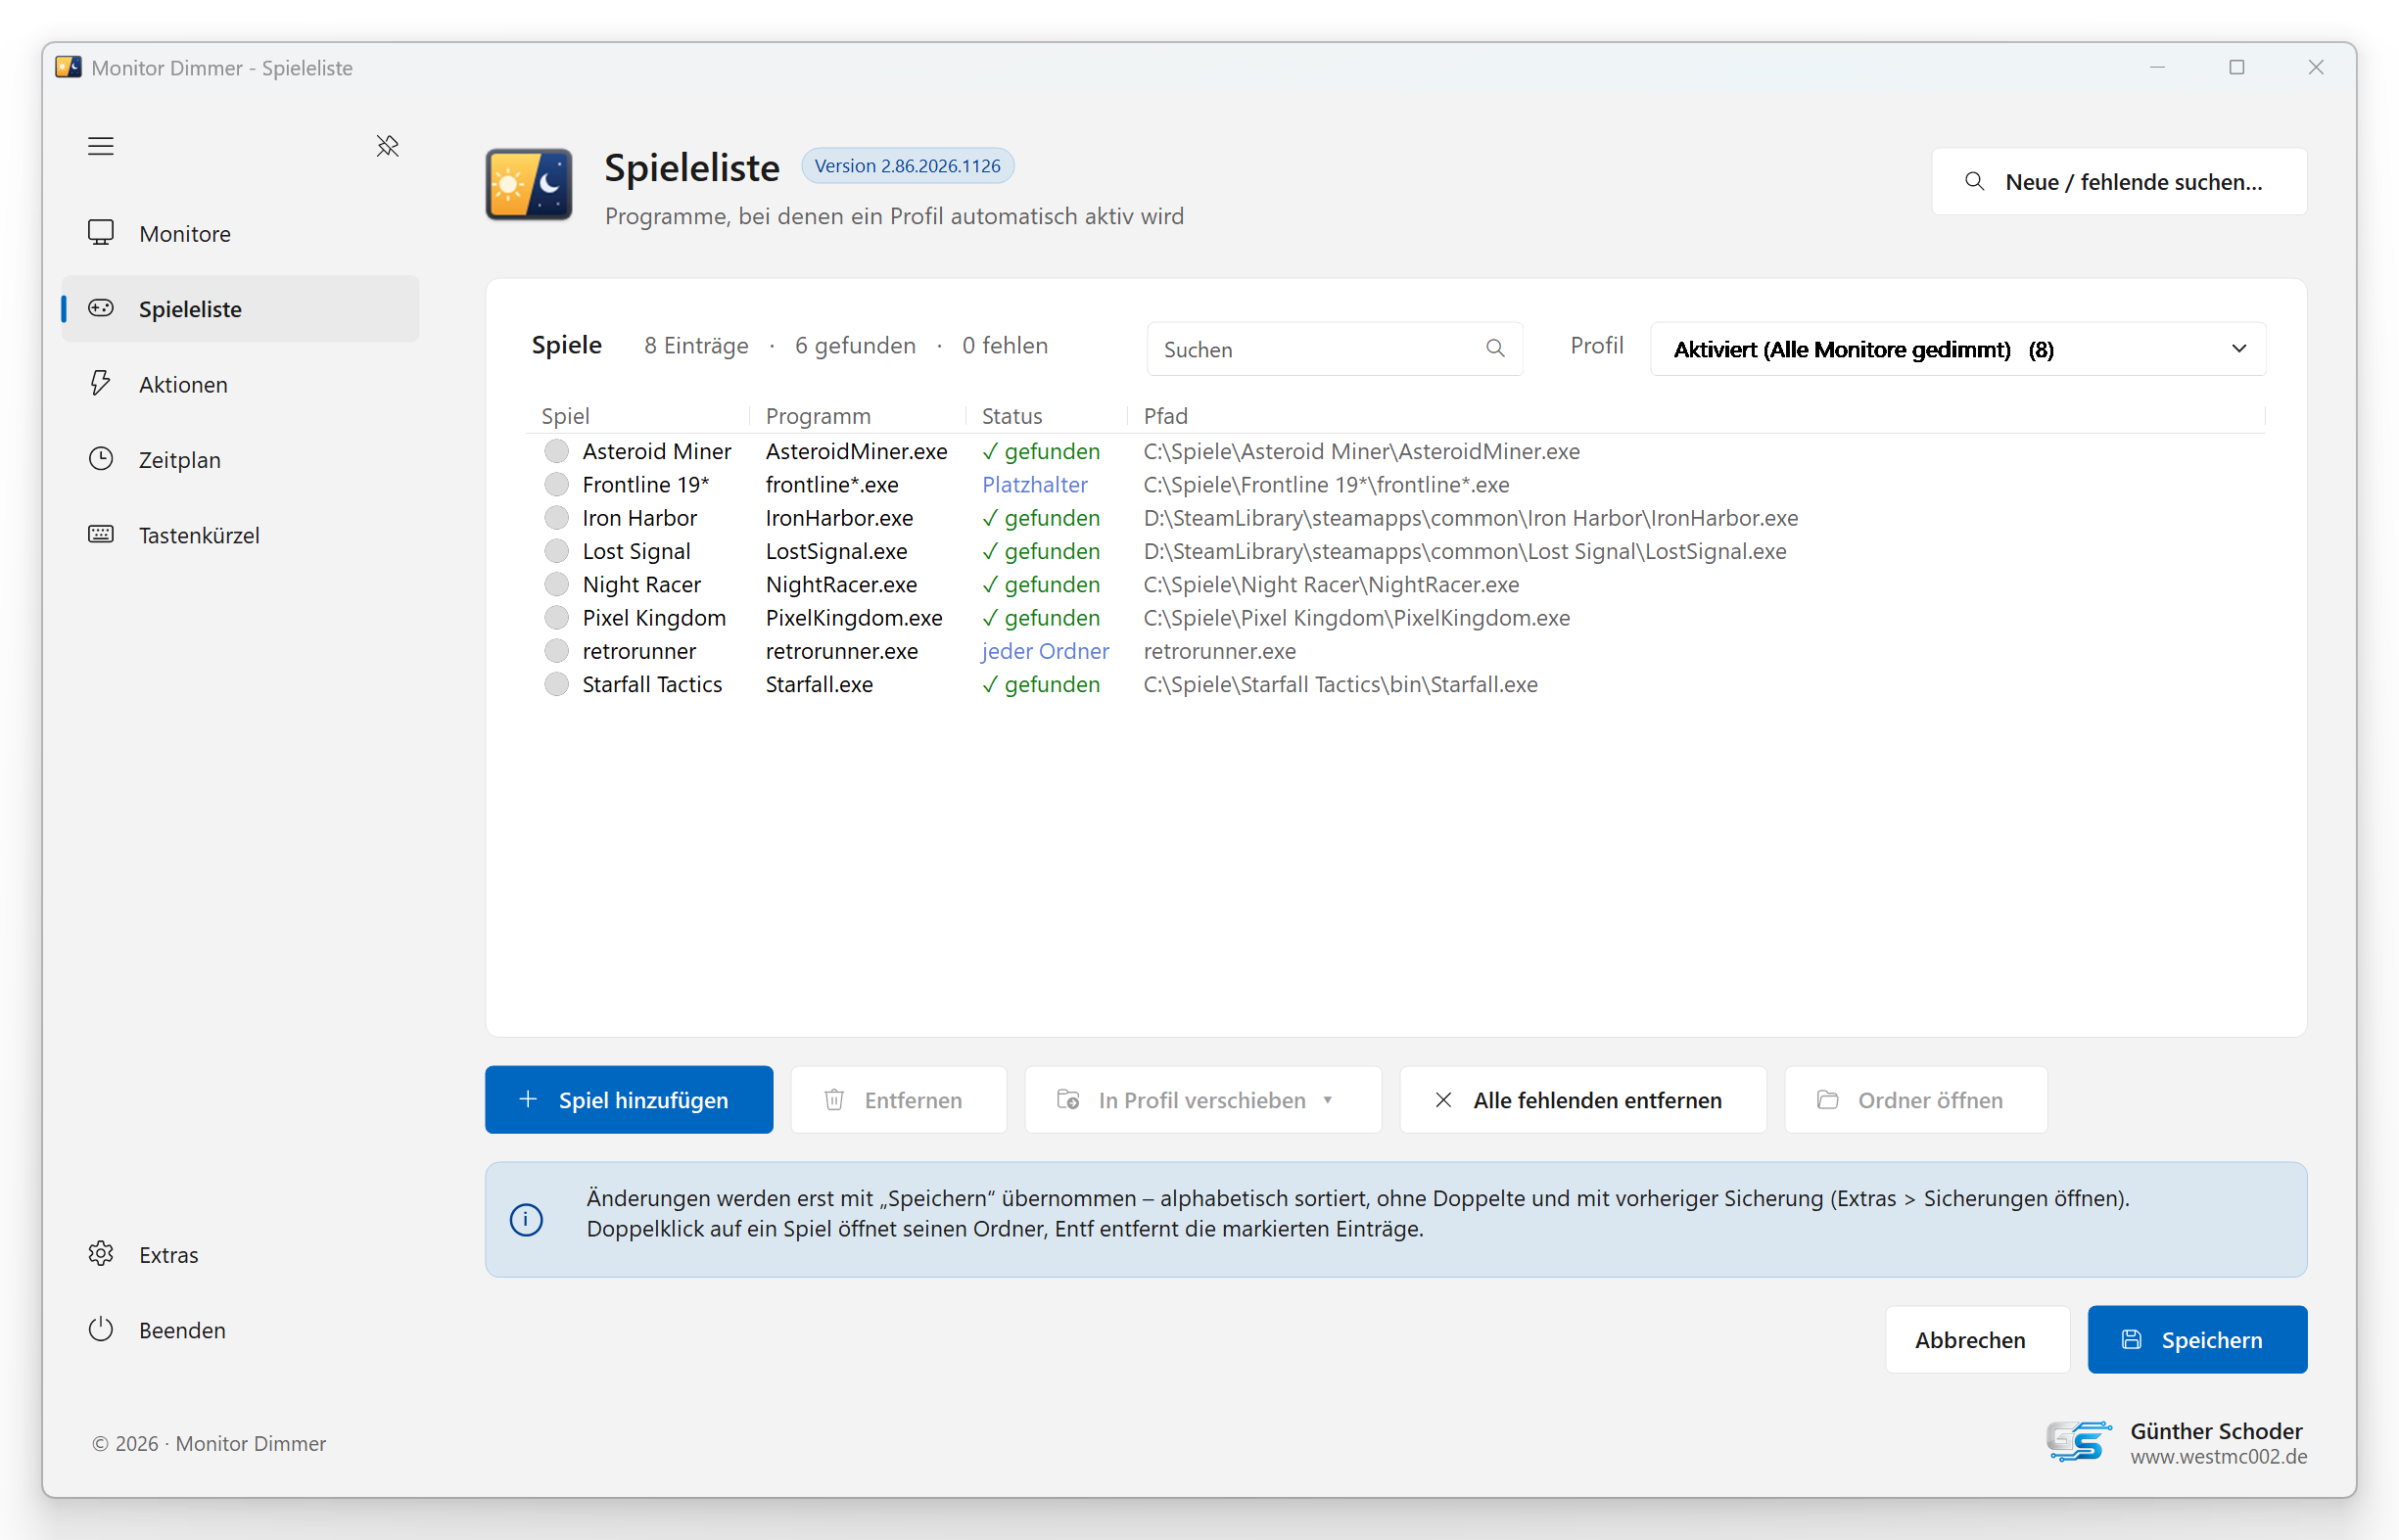 Monitor Dimmer - Spieleliste
Monitore
Spieleliste
Aktionen
Zeitplan
Tastenkürzel
Extras
Beenden
© 2026 · Monitor Dimmer
Spieleliste Version 2.86.2026.1126
Programme, bei denen ein Profil automatisch aktiv wird
Neue / fehlende suchen...
Spiele 8 Einträge · 6 gefunden · 0 fehlen Suchen Profil Aktiviert (Alle Monitore gedimmt) (8)
Spiel Programm Status Pfad
Asteroid Miner AsteroidMiner.exe ✓ gefunden C:\Spiele\Asteroid Miner\AsteroidMiner.exe
Frontline 19* frontline*.exe Platzhalter C:\Spiele\Frontline 19*\frontline*.exe
Iron Harbor IronHarbor.exe ✓ gefunden D:\SteamLibrary\steamapps\common\Iron Harbor\IronHarbor.exe
Lost Signal LostSignal.exe ✓ gefunden D:\SteamLibrary\steamapps\common\Lost Signal\LostSignal.exe
Night Racer NightRacer.exe ✓ gefunden C:\Spiele\Night Racer\NightRacer.exe
Pixel Kingdom PixelKingdom.exe ✓ gefunden C:\Spiele\Pixel Kingdom\PixelKingdom.exe
retrorunner retrorunner.exe jeder Ordner retrorunner.exe
Starfall Tactics Starfall.exe ✓ gefunden C:\Spiele\Starfall Tactics\bin\Starfall.exe
Spiel hinzufügen Entfernen In Profil verschieben Alle fehlenden entfernen Ordner öffnen
Änderungen werden erst mit „Speichern“ übernommen – alphabetisch sortiert, ohne Doppelte und mit vorheriger Sicherung (Extras > Sicherungen öffnen).
Doppelklick auf ein Spiel öffnet seinen Ordner, Entf entfernt die markierten Einträge.
Abbrechen Speichern
GS
Günther Schoder
www.westmc002.de